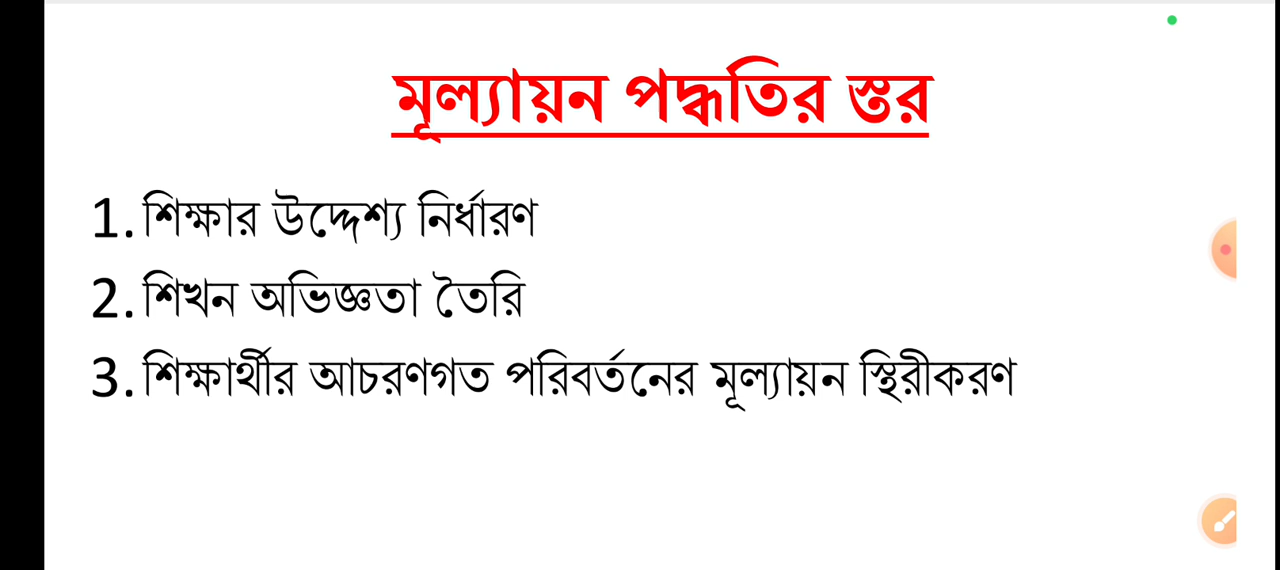 মূল্যায়ন পদ্ধতির স্তর
1. শিক্ষার উদ্দেশ্য নির্ধারণ
2. শিখন অভিজ্ঞতা তৈরি
3. শিক্ষার্থীর আচরণগত পরিবর্তনের মূল্যায়ন স্থিরীকরণ